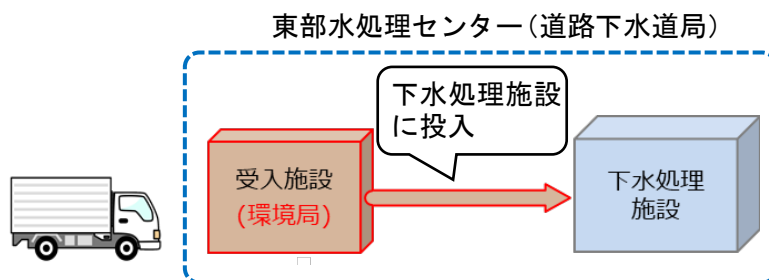 東部水処理センター（道路下水道局）
下水処理施設
に投入
受入施設
(環境局)
下水処理
施設